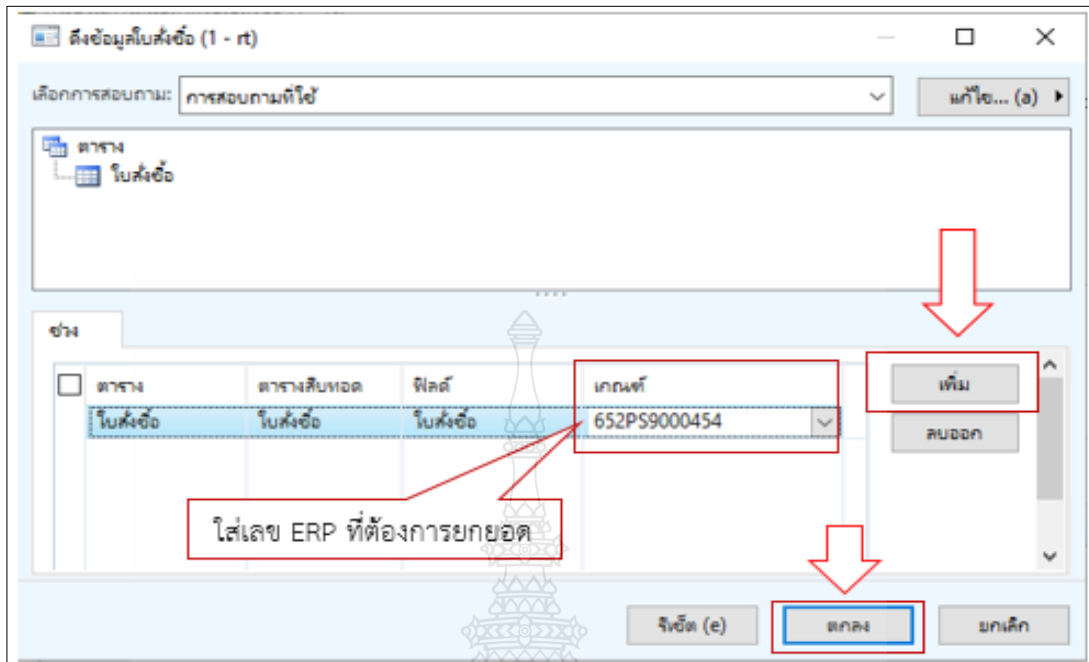 ดึงข้อมูลใบสั่งซื้อ (1 - rt)
เลือกการสอบถาม: การสอบถามที่ใช้ แก้ไข... (a)
ตาราง
ใบสั่งซื้อ
ช่วง
ตาราง ตารางสืบทอด ฟิลด์ เกณฑ์ เพิ่ม
ใบสั่งซื้อ ใบสั่งซื้อ ใบสั่งซื้อ 652PS9000454 ลบออก
ใส่เลข ERP ที่ต้องการยกยอด
รีเซ็ต (e) ตกลง ยกเลิก